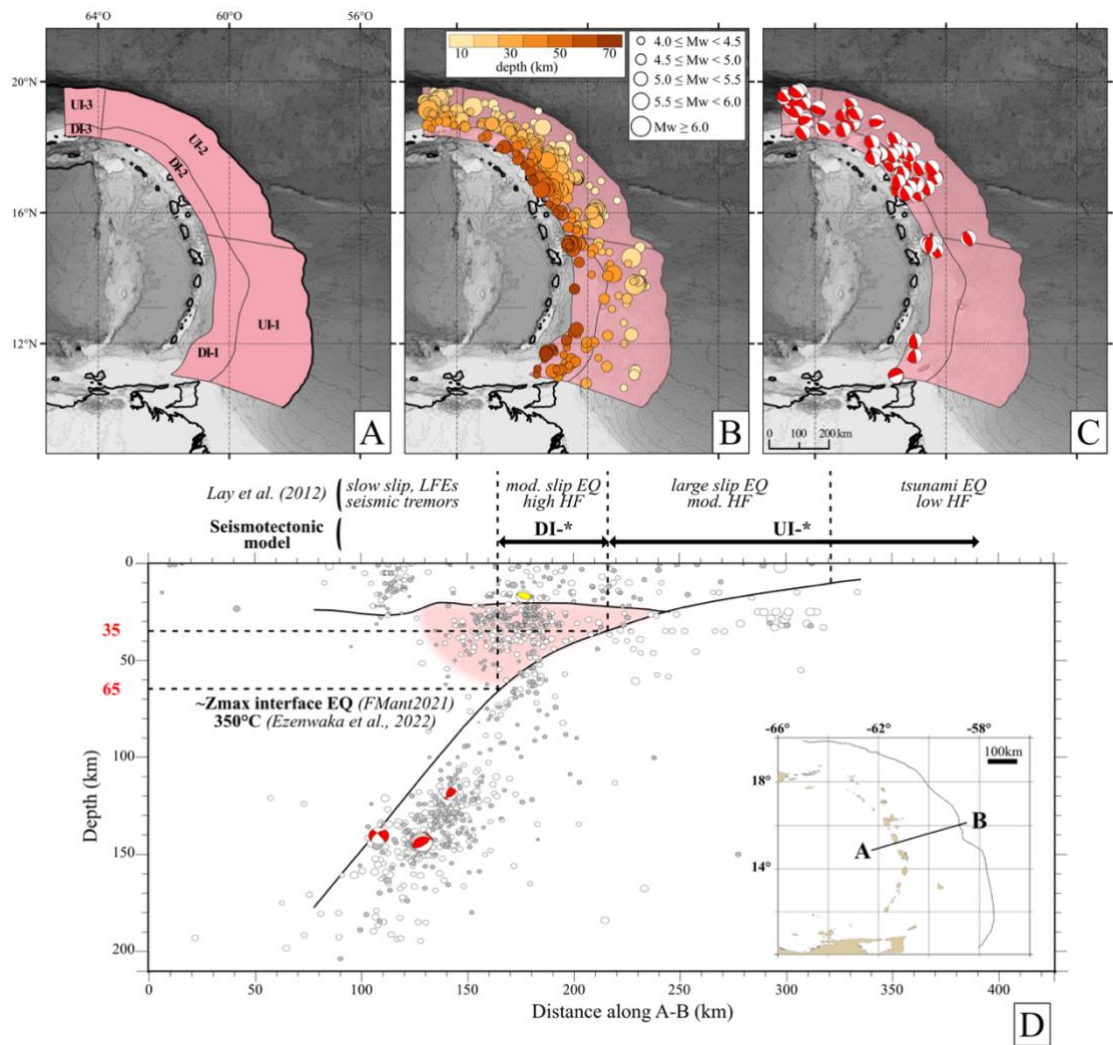 64°O 60°O 56°O
20°N
16°N
12°N
UI-3
DI-3
UI-2
DI-2
UI-1
DI-1
A
10 30 50 70
depth (km)
4.0 ≤ Mw < 4.5
4.5 ≤ Mw < 5.0
5.0 ≤ Mw < 5.5
5.5 ≤ Mw < 6.0
Mw ≥ 6.0
B
0 100 200 km
C
Lay et al. (2012)
slow slip, LFEs
seismic tremors
mod. slip EQ
high HF
large slip EQ
mod. HF
tsunami EQ
low HF
Seismotectonic
model
DI-*
UI-*
0
35
50
65
100
150
200
Depth (km)
~Zmax interface EQ (FMant2021)
350°C (Ezenwaka et al., 2022)
-66° -62° -58°
100km
18°
14°
A
B
0 50 100 150 200 250 300 350 400
Distance along A-B (km)
D